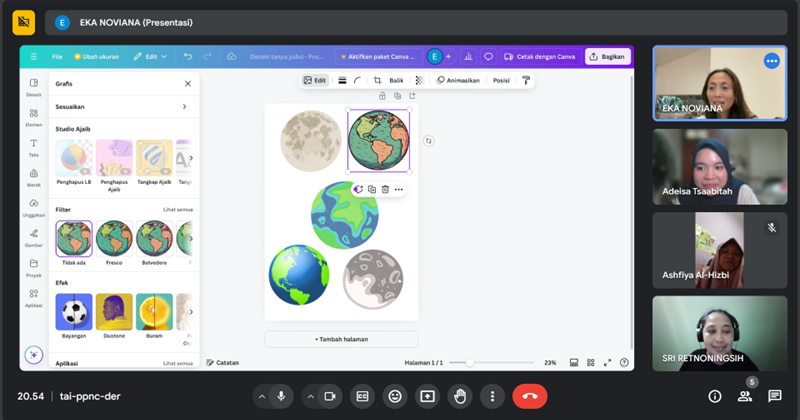 E EKA NOVIANA (Presentasi)
File Ubah ukuran Edit Desain tanpa judul - Pos... Aktifkan paket Canva ... E + Cetak dengan Canva Bagikan
Grafis
Edit Balik Animasikan Posisi
Sesuaikan
Studio Ajaib
Penghapus LB Penghapus Ajaib Tangkap Ajaib
Filter Lihat semua
Tidak ada Fresco Belvedere
Efek
Bayangan Duotone Buram
Aplikasi Lihat semua
Desain
Elemen
Teks
Merek
Unggahan
Gambar
Proyek
Aplikasi
+ Tambah halaman
Catatan Halaman 1 / 1 23%
EKA NOVIANA
Adeisa Tsaabitah
Ashfiya Al-Hizbi
SRI RETNONINGSIH
20.54 | tai-ppnc-der
5